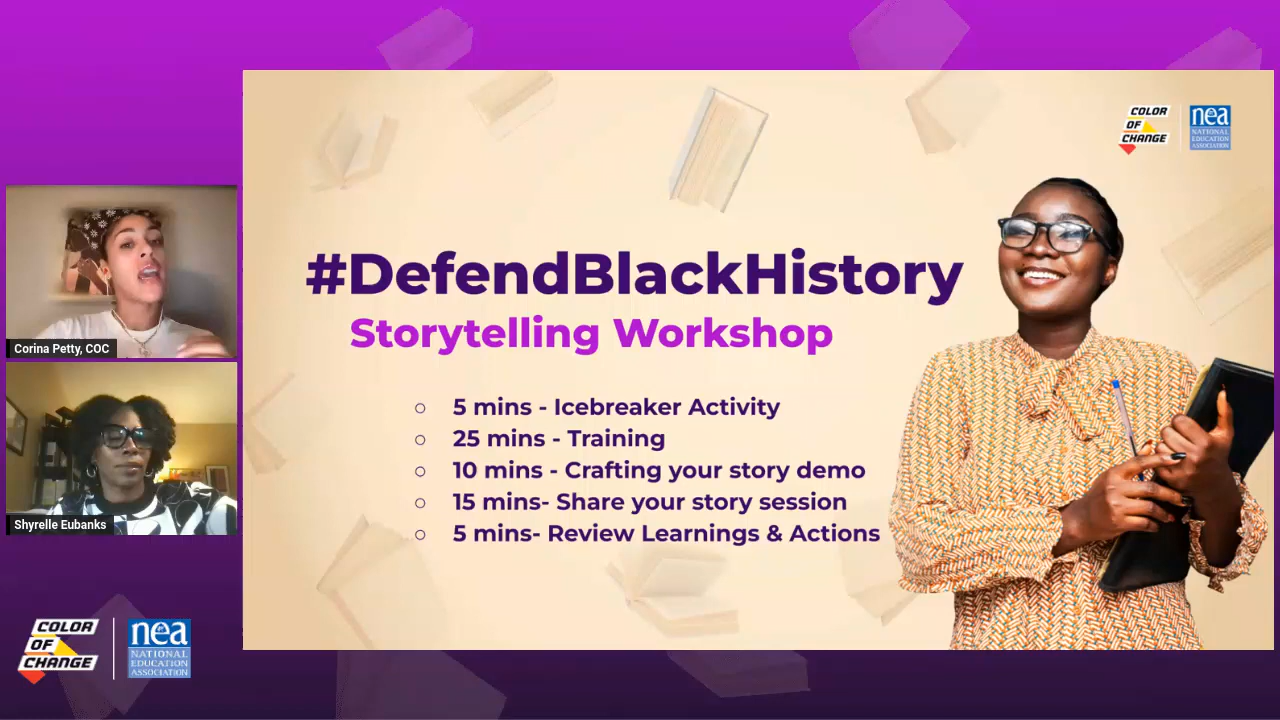 COLOR
OF
CHANGE
nea
NATIONAL
EDUCATION
ASSOCIATION
#DefendBlackHistory
Storytelling Workshop
○ 5 mins - Icebreaker Activity
○ 25 mins - Training
○ 10 mins - Crafting your story demo
○ 15 mins- Share your story session
○ 5 mins- Review Learnings & Actions
Corina Petty, COC
Shyrelle Eubanks
COLOR
OF
CHANGE
nea
NATIONAL
EDUCATION
ASSOCIATION